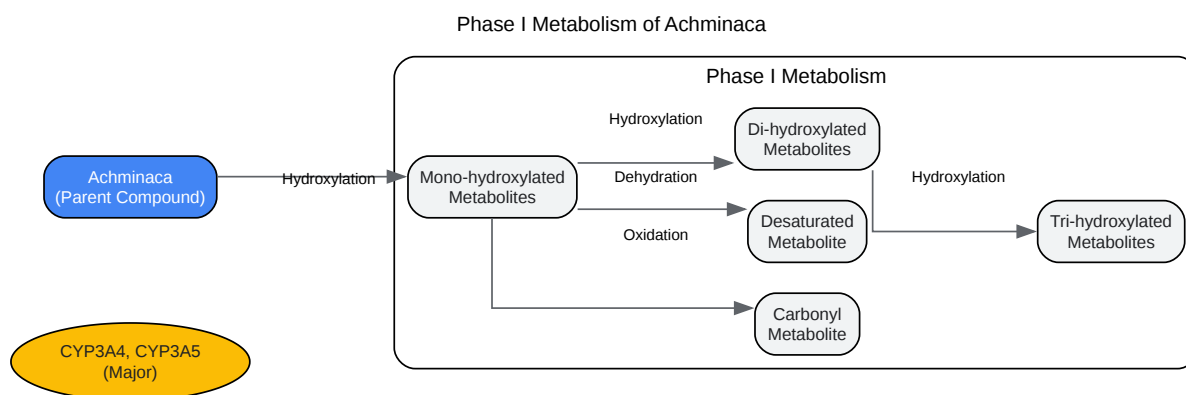 Phase I Metabolism of Achminaca
Phase I Metabolism
Achminaca
(Parent Compound)
Hydroxylation
Mono-hydroxylated
Metabolites
Hydroxylation
Dehydration
Oxidation
Di-hydroxylated
Metabolites
Desaturated
Metabolite
Carbonyl
Metabolite
Hydroxylation
Tri-hydroxylated
Metabolites
CYP3A4, CYP3A5
(Major)